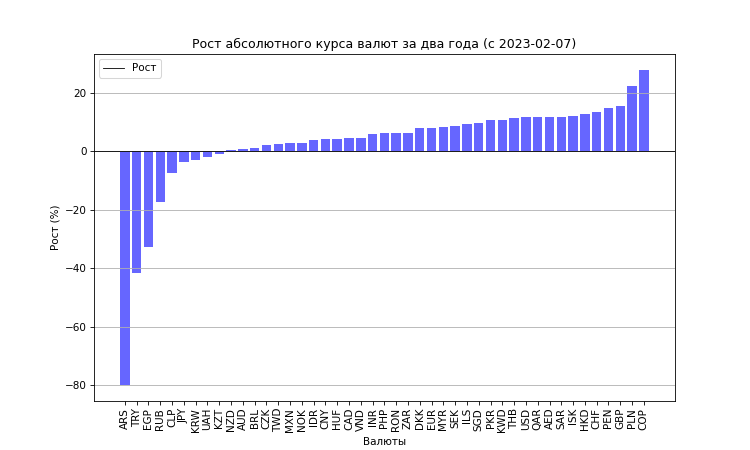 Рост абсолютного курса валют за два года (с 2023-02-07)
Рост
20
0
−20
−40
−60
−80
Рост (%)
ARS TRY EGP RUB CLP JPY KRW UAH KZT NZD AUD BRL CZK TWD MXN NOK IDR CNY HUF CAD VND INR PHP RON ZAR DKK EUR MYR SEK ILS SGD PKR KWD THB USD QAR AED SAR ISK HKD CHF PEN GBP PLN COP
Валюты